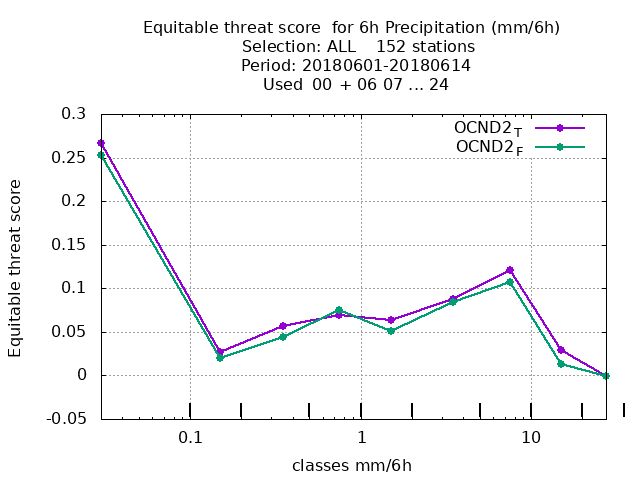 Equitable threat score  for 6h Precipitation (mm/6h)
Selection: ALL    152 stations
Period: 20180601-20180614
Used  00 + 06 07 ... 24
OCND2_T
OCND2_F
0.3
0.25
0.2
0.15
0.1
0.05
0
-0.05
Equitable threat score
0.1 1 10
classes mm/6h